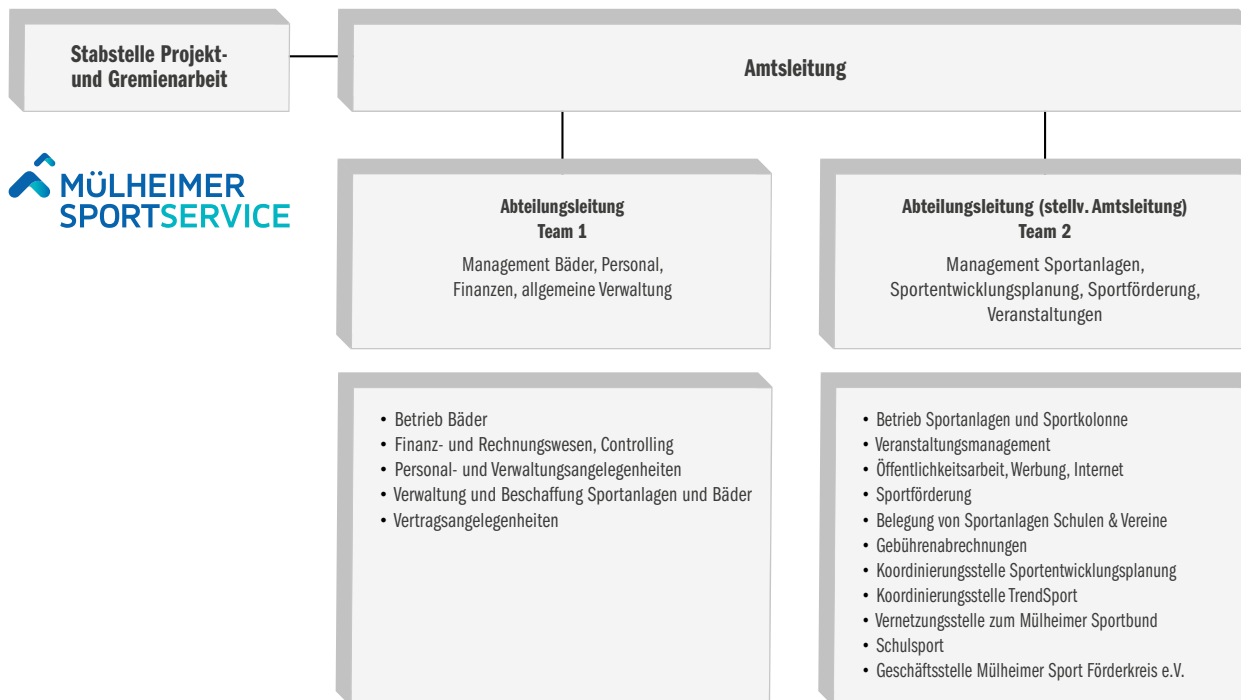 Stabstelle Projekt-
und Gremienarbeit
Amtsleitung
MÜLHEIMER
SPORTSERVICE
Abteilungsleitung
Team 1
Management Bäder, Personal,
Finanzen, allgemeine Verwaltung
Abteilungsleitung (stellv. Amtsleitung)
Team 2
Management Sportanlagen,
Sportentwicklungsplanung, Sportförderung,
Veranstaltungen
• Betrieb Bäder
• Finanz- und Rechnungswesen, Controlling
• Personal- und Verwaltungsangelegenheiten
• Verwaltung und Beschaffung Sportanlagen und Bäder
• Vertragsangelegenheiten
• Betrieb Sportanlagen und Sportkolonne
• Veranstaltungsmanagement
• Öffentlichkeitsarbeit, Werbung, Internet
• Sportförderung
• Belegung von Sportanlagen Schulen & Vereine
• Gebührenabrechnungen
• Koordinierungsstelle Sportentwicklungsplanung
• Koordinierungsstelle TrendSport
• Vernetzungsstelle zum Mülheimer Sportbund
• Schulsport
• Geschäftsstelle Mülheimer Sport Förderkreis e.V.